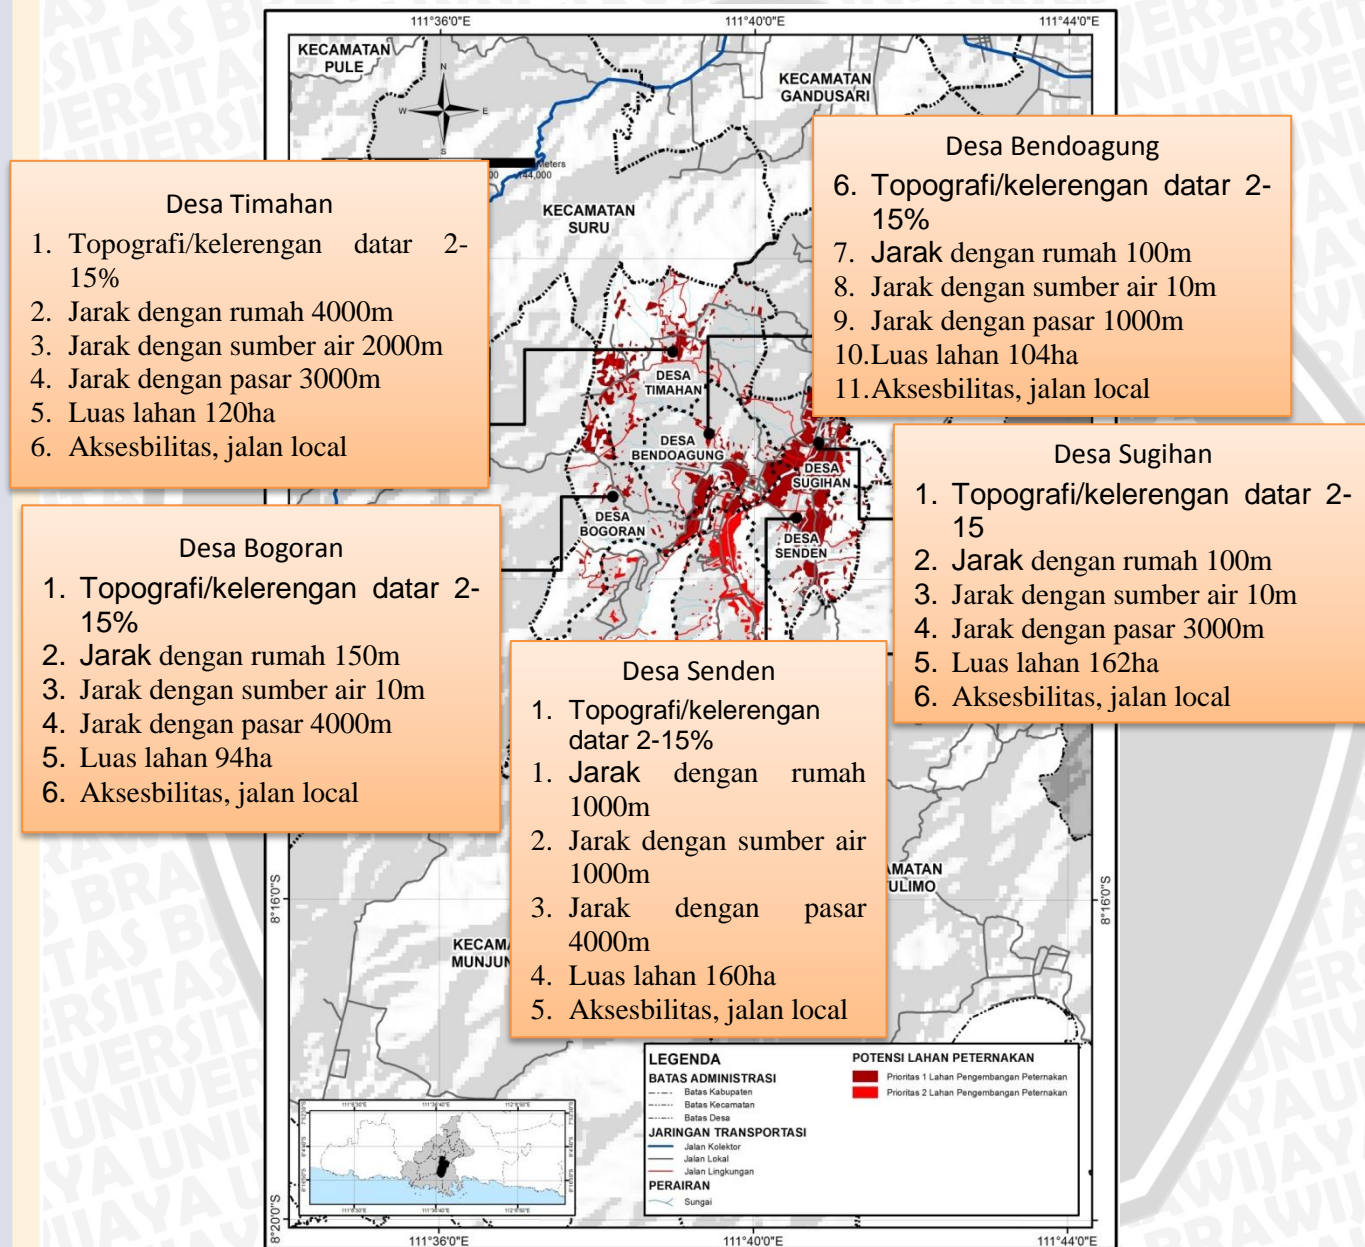 111°36'0"E
111°40'0"E
111°44'0"E
KECAMATAN
PULE
N
W
E
S
KECAMATAN
GANDUSARI
Meters
144,000
KECAMATAN
SURU
Desa Timahan
1. Topografi/kelerengan datar 2-
15%
2. Jarak dengan rumah 4000m
3. Jarak dengan sumber air 2000m
4. Jarak dengan pasar 3000m
5. Luas lahan 120ha
6. Aksesbilitas, jalan local
Desa Bendoagung
6. Topografi/kelerengan datar 2-
15%
7. Jarak dengan rumah 100m
8. Jarak dengan sumber air 10m
9. Jarak dengan pasar 1000m
10.Luas lahan 104ha
11.Aksesbilitas, jalan local
DESA
TIMAHAN
DESA
BENDOAGUNG
DESA
SUGIHAN
DESA
BOGORAN
DESA
SENDEN
Desa Sugihan
1. Topografi/kelerengan datar 2-
15
2. Jarak dengan rumah 100m
3. Jarak dengan sumber air 10m
4. Jarak dengan pasar 3000m
5. Luas lahan 162ha
6. Aksesbilitas, jalan local
Desa Bogoran
1. Topografi/kelerengan datar 2-
15%
2. Jarak dengan rumah 150m
3. Jarak dengan sumber air 10m
4. Jarak dengan pasar 4000m
5. Luas lahan 94ha
6. Aksesbilitas, jalan local
Desa Senden
1. Topografi/kelerengan
datar 2-15%
1. Jarak dengan rumah
1000m
2. Jarak dengan sumber air
1000m
3. Jarak dengan pasar
4000m
4. Luas lahan 160ha
5. Aksesbilitas, jalan local
8°16'0"S
8°16'0"S
KECAM
MUNJUN
AMATAN
TULIMO
LEGENDA
BATAS ADMINISTRASI
Batas Kabupaten
Batas Kecamatan
Batas Desa
JARINGAN TRANSPORTASI
Jalan Kolektor
Jalan Lokal
Jalan Lingkungan
PERAIRAN
Sungai
POTENSI LAHAN PETERNAKAN
Prioritas 1 Lahan Pengembangan Peternakan
Prioritas 2 Lahan Pengembangan Peternakan
8°20'0"S
111°36'0"E
111°40'0"E
111°44'0"E